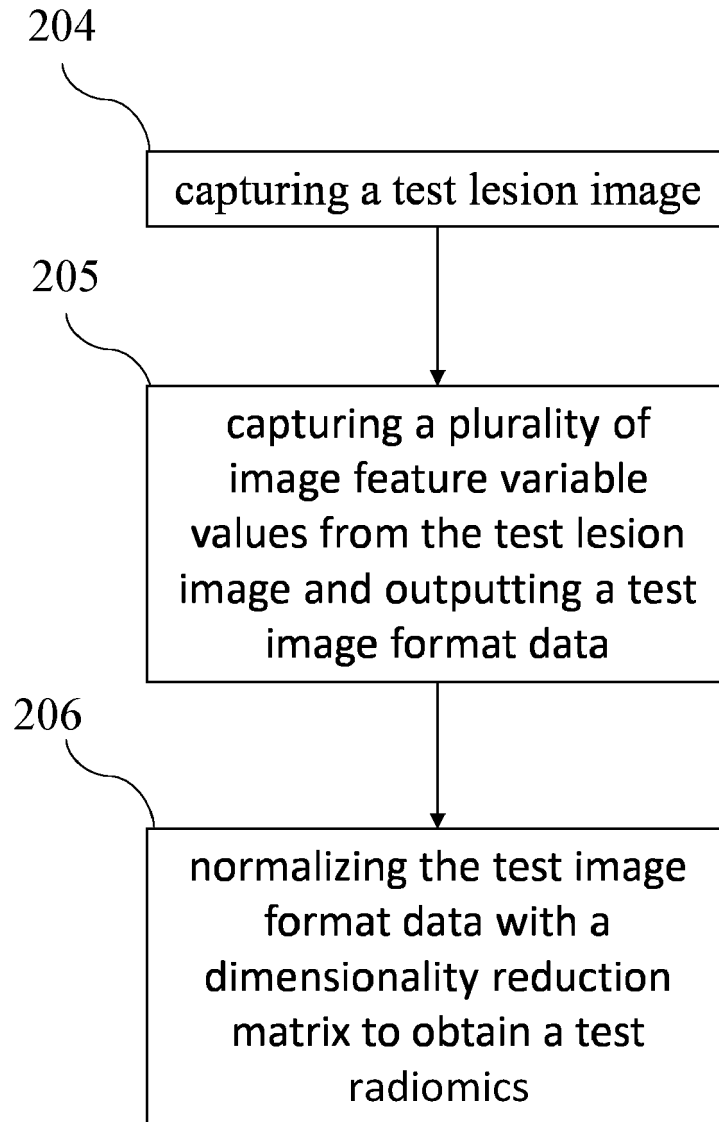 204
capturing a test lesion image
205
capturing a plurality of
image feature variable
values from the test lesion
image and outputting a test
image format data
206
normalizing the test image
format data with a
dimensionality reduction
matrix to obtain a test
radiomics